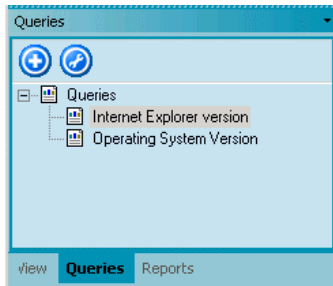 Queries
Queries
Internet Explorer version
Operating System Version
View Queries Reports